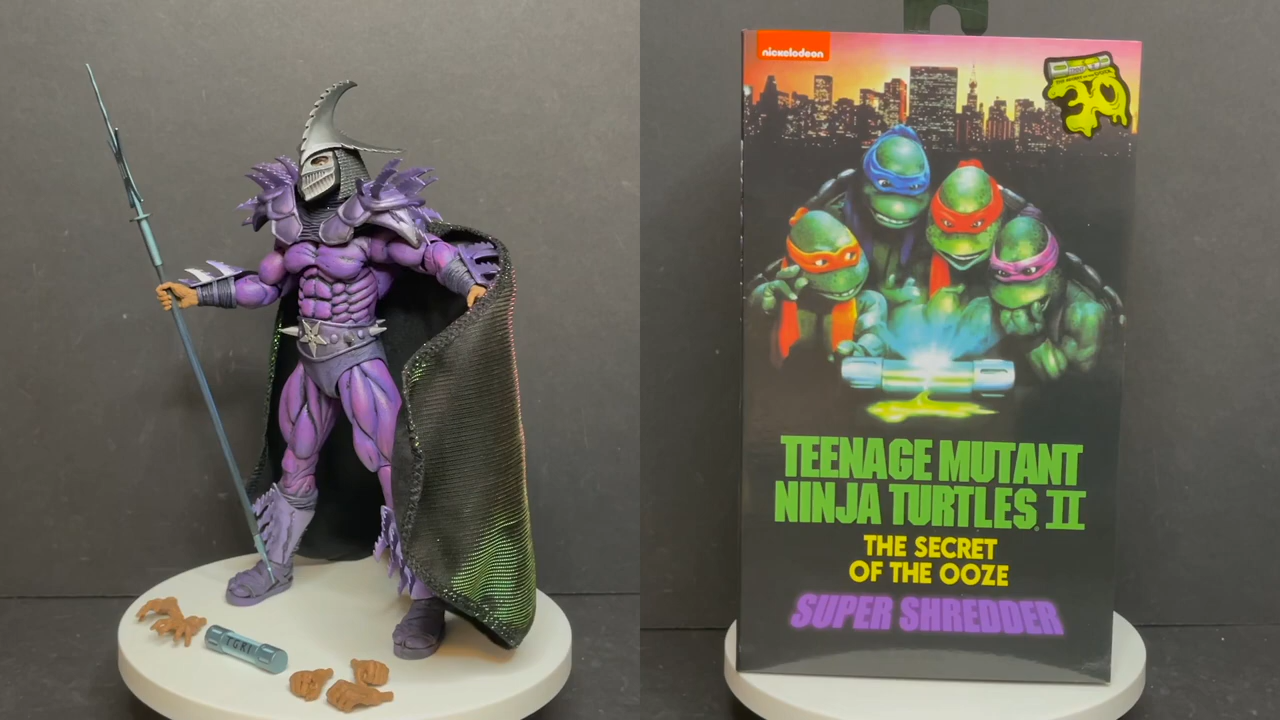 TGRI
nickelodeon
30
TEENAGE MUTANT
NINJA TURTLES II
THE SECRET
OF THE OOZE
SUPER SHREDDER